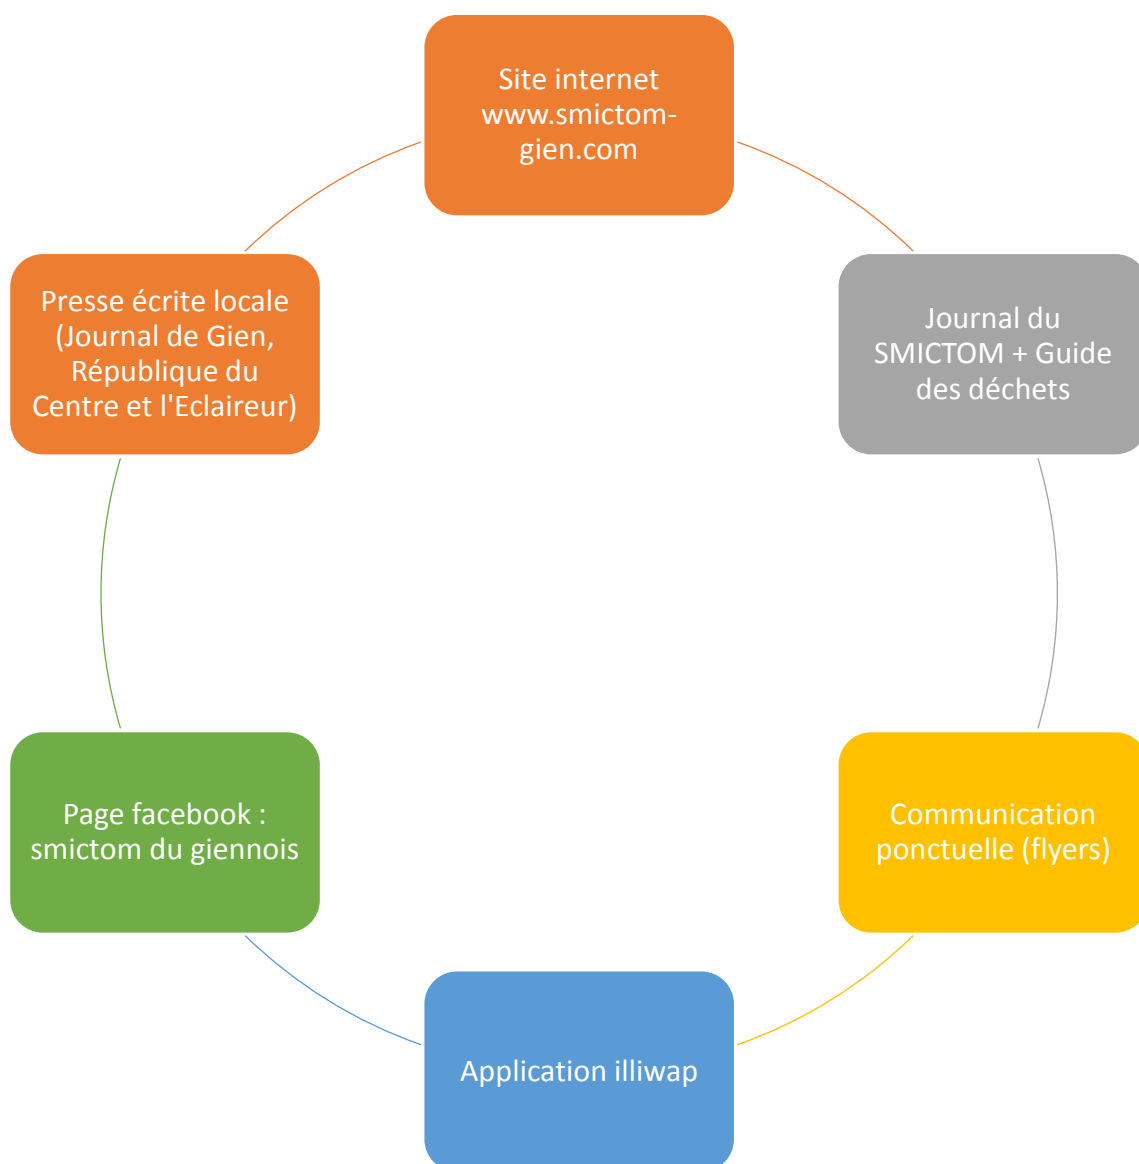 Site internet
www.smictom-
gien.com
Presse écrite locale
(Journal de Gien,
République du
Centre et l'Eclaireur)
Journal du
SMICTOM + Guide
des déchets
Page facebook :
smictom du giennois
Communication
ponctuelle (flyers)
Application illiwap